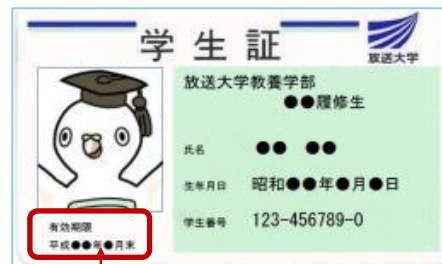 学生証
放送大学
放送大学教養学部
●●履修生
氏名 ●● ●●
生年月日 昭和●●年●月●日
学生番号 123-456789-0
有効期限
平成●●年●月末